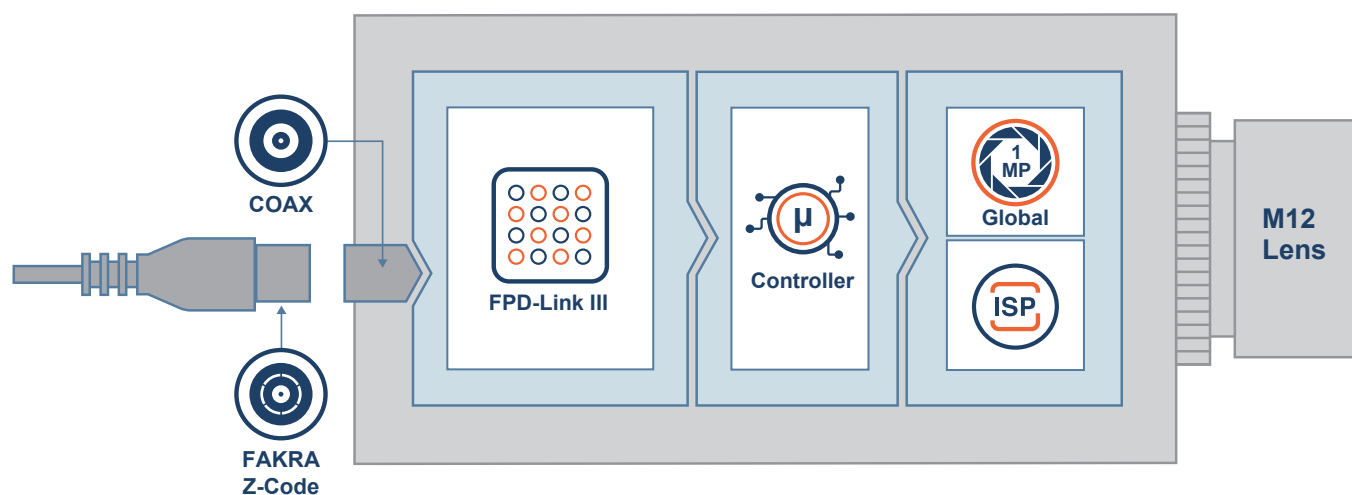 COAX
FAKRA
Z-Code
FPD-Link III
µ
Controller
1
MP
Global
ISP
M12
Lens